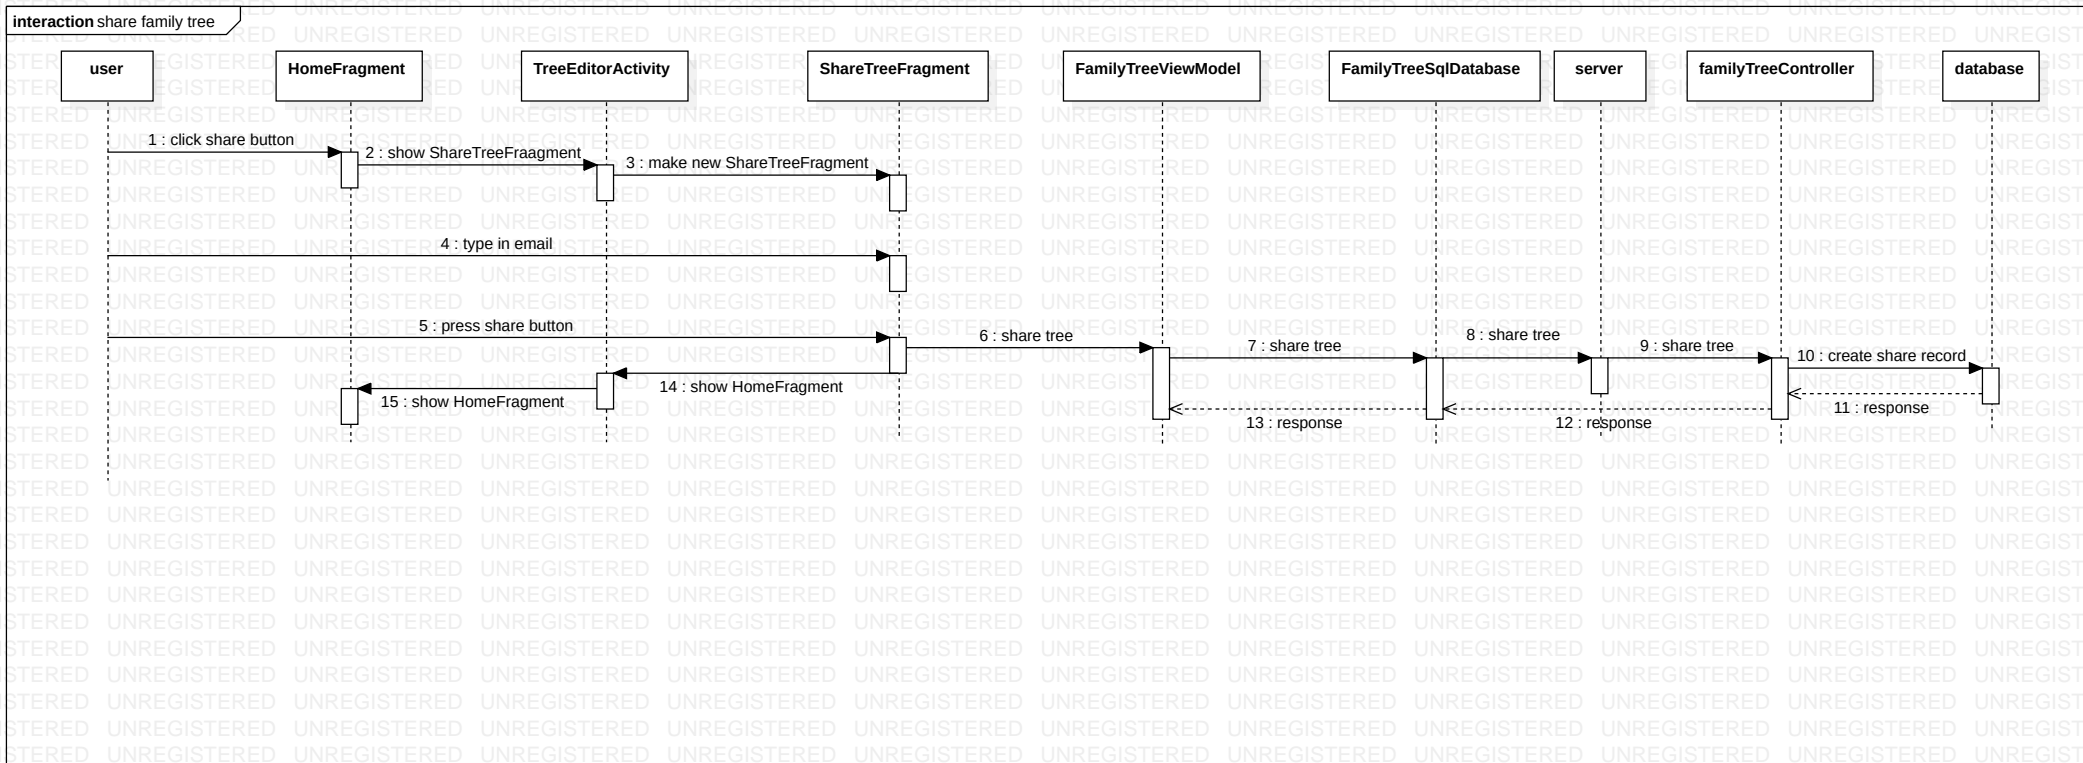 interaction share family tree
user
HomeFragment
TreeEditorActivity
ShareTreeFragment
FamilyTreeViewModel
FamilyTreeSqlDatabase
server
familyTreeController
database
1 : click share button
2 : show ShareTreeFraagment
3 : make new ShareTreeFragment
4 : type in email
5 : press share button
6 : share tree
7 : share tree
8 : share tree
9 : share tree
10 : create share record
14 : show HomeFragment
15 : show HomeFragment
13 : response
12 : response
11 : response
UNREGISTERED